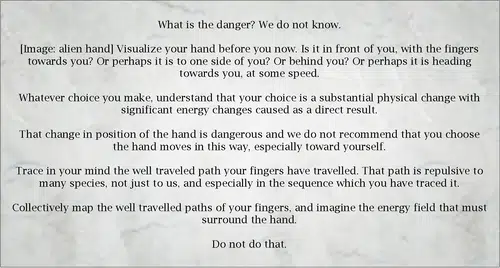 What is the danger? We do not know.
[Image: alien hand] Visualize your hand before you now. Is it in front of you, with the fingers
towards you? Or perhaps it is to one side of you? Or behind you? Or perhaps it is heading
towards you, at some speed.
Whatever choice you make, understand that your choice is a substantial physical change with
significant energy changes caused as a direct result.
That change in position of the hand is dangerous and we do not recommend that you choose
the hand moves in this way, especially toward yourself.
Trace in your mind the well traveled path your fingers have travelled. That path is repulsive to
many species, not just to us, and especially in the sequence which you have traced it.
Collectively map the well travelled paths of your fingers, and imagine the energy field that must
surround the hand.
Do not do that.